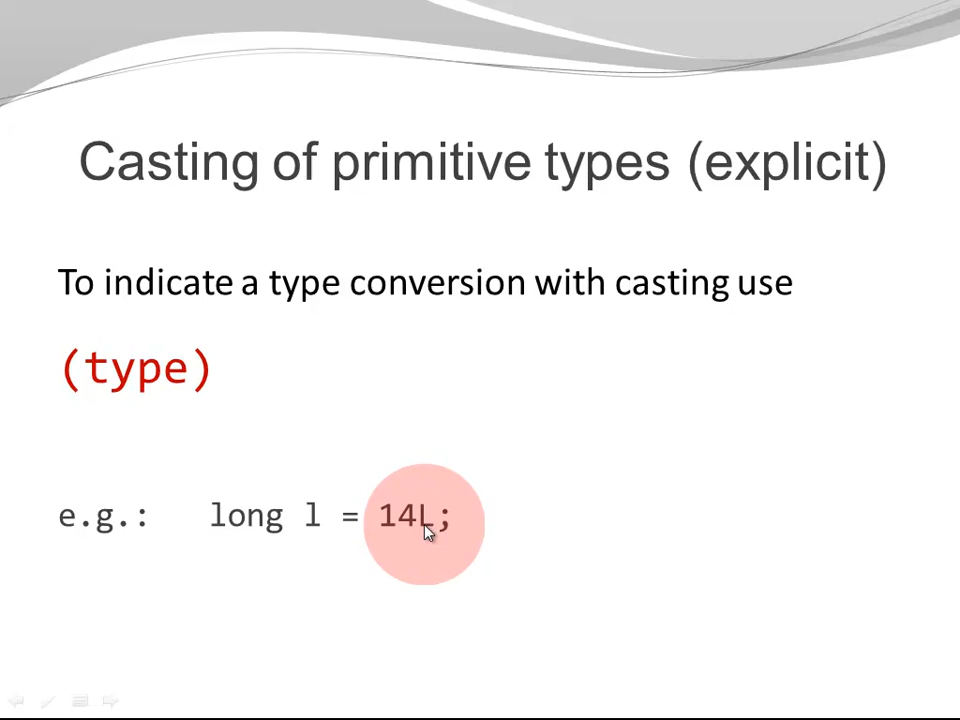 Casting of primitive types (explicit)
To indicate a type conversion with casting use
(type)
e.g.: long l = 14L;